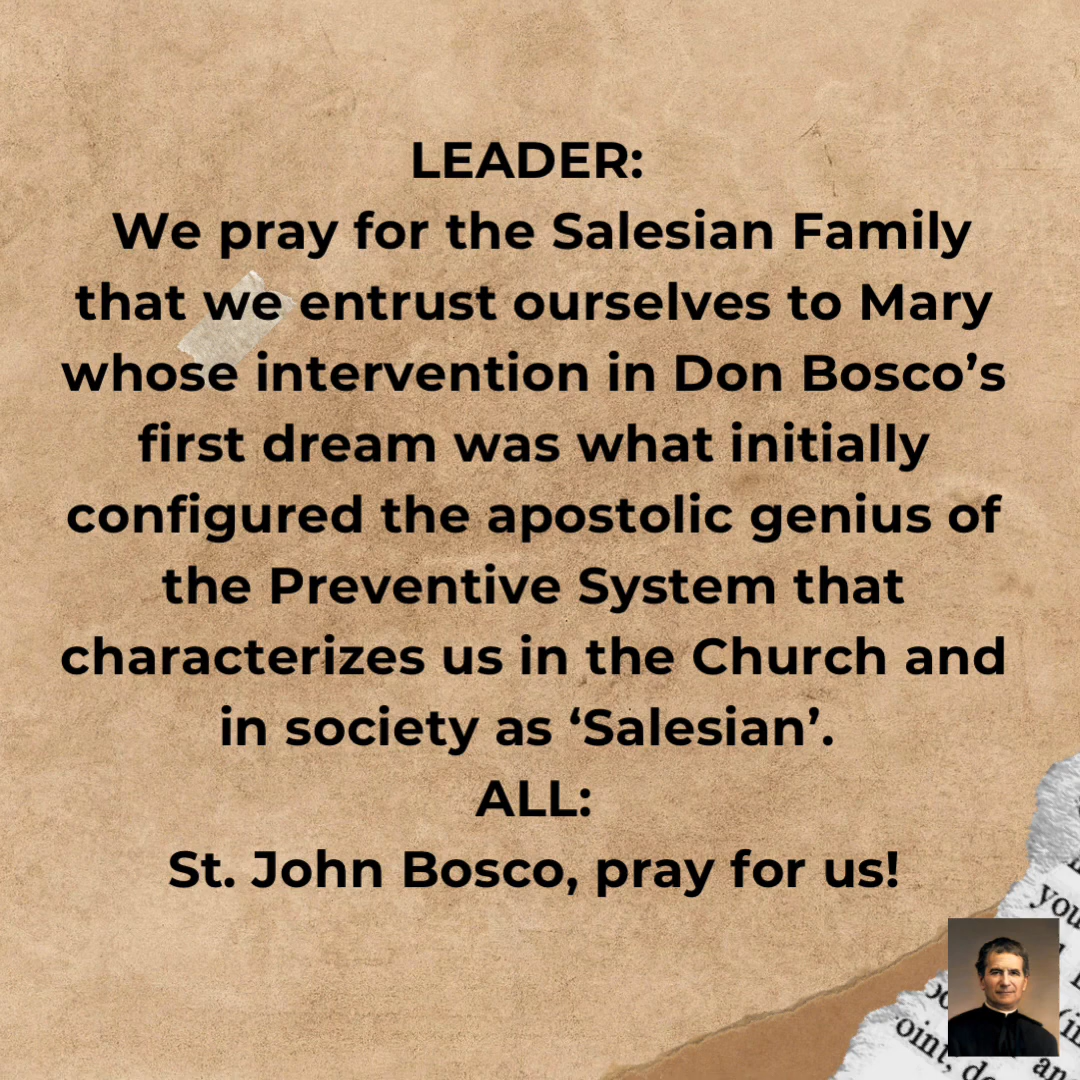 LEADER:
We pray for the Salesian Family
that we entrust ourselves to Mary
whose intervention in Don Bosco’s
first dream was what initially
configured the apostolic genius of
the Preventive System that
characterizes us in the Church and
in society as ‘Salesian’.
ALL:
St. John Bosco, pray for us!
you
oint,